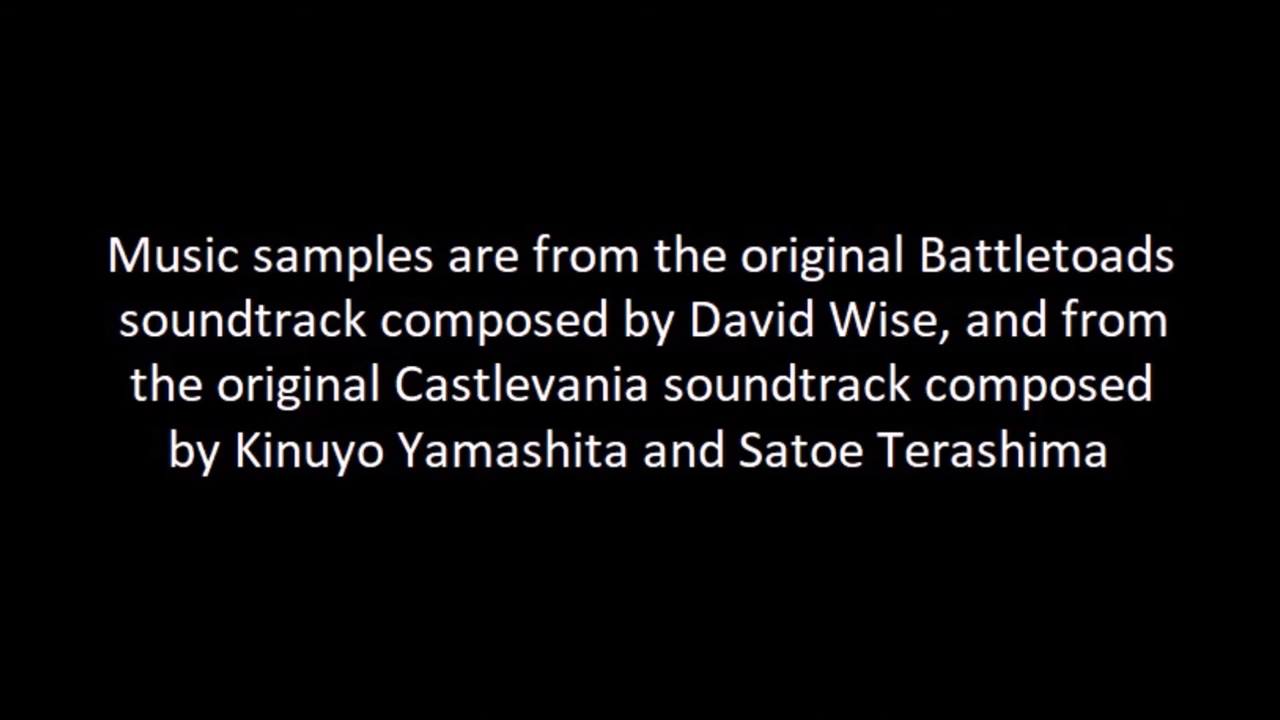 Music samples are from the original Battletoads
soundtrack composed by David Wise, and from
the original Castlevania soundtrack composed
by Kinuyo Yamashita and Satoe Terashima